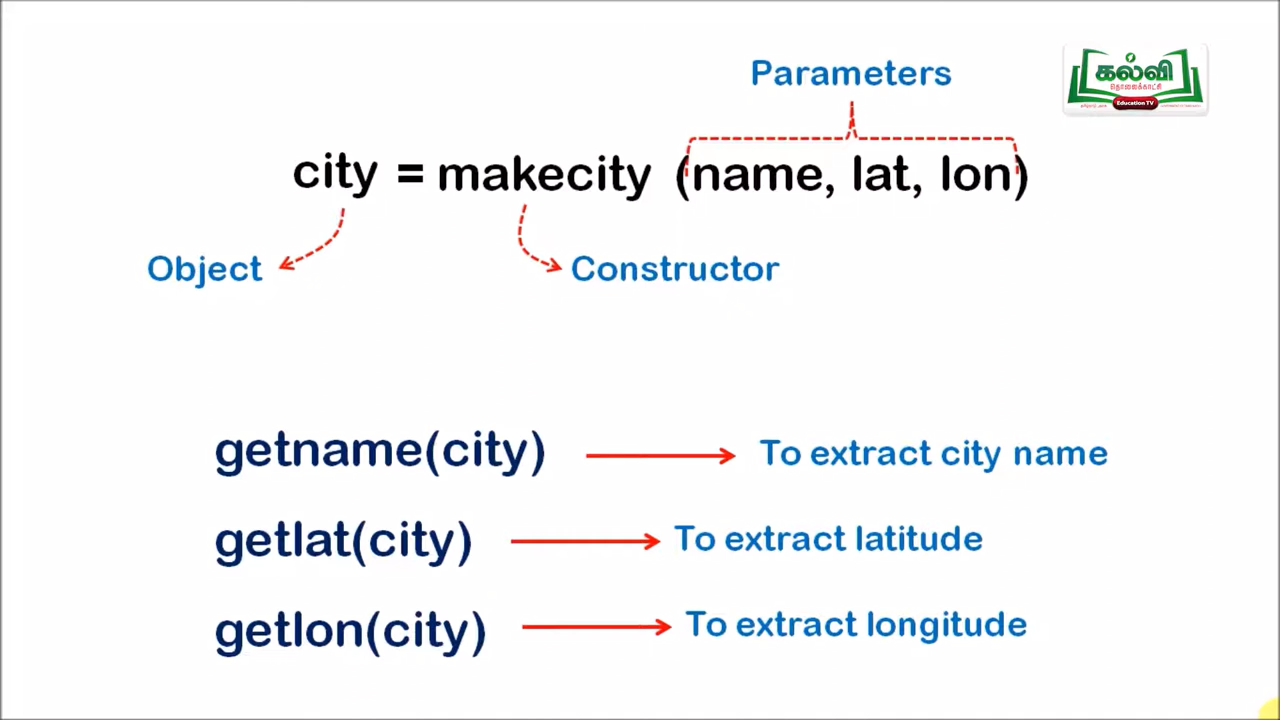 Parameters
கல்வி
தொலைக்காட்சி
Education TV
city = makecity (name, lat, lon)
Object
Constructor
getname(city)
To extract city name
getlat(city)
To extract latitude
getlon(city)
To extract longitude